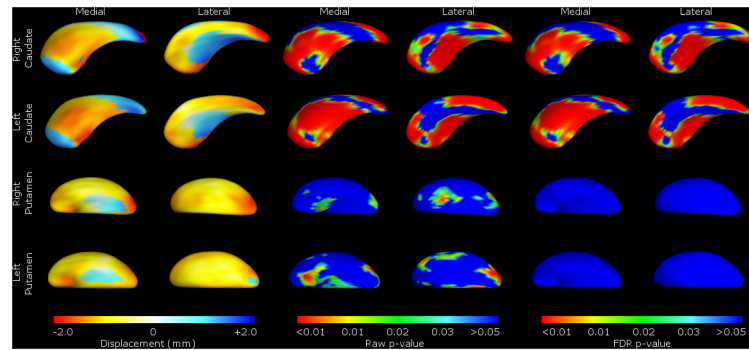 Medial Lateral Medial Lateral Medial Lateral
Right Caudate
Left Caudate
Right Putamen
Left Putamen
-2.0 0 +2.0 <0.01 0.01 0.02 0.03 >0.05 <0.01 0.01 0.02 0.03 >0.05
Displacement (mm) Raw p-value FDR p-value